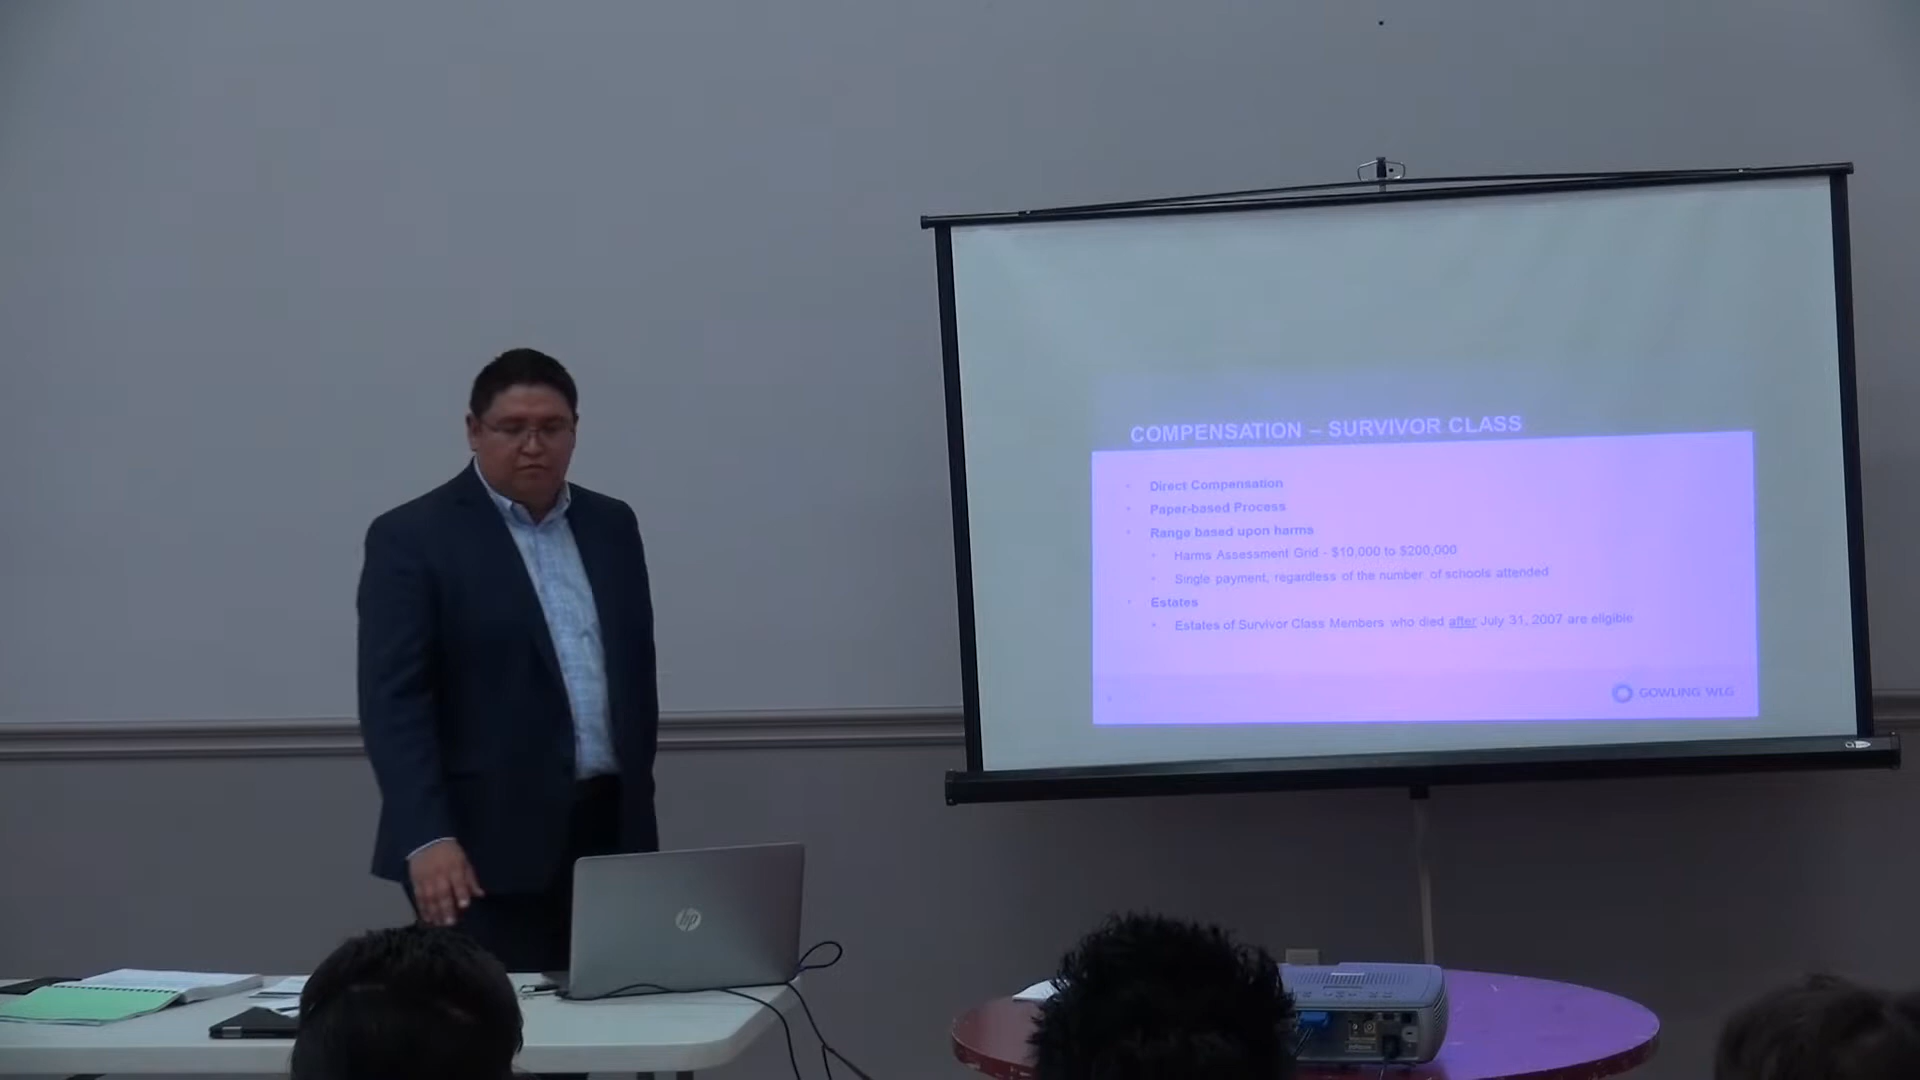 COMPENSATION – SURVIVOR CLASS
Direct Compensation
Paper-based Process
Range based upon harms
Harms Assessment Grid - $10,000 to $200,000
Single payment, regardless of the number of schools attended
Estates
Estates of Survivor Class Members who died after July 31, 2007 are eligible
GOWLING WLG
hp